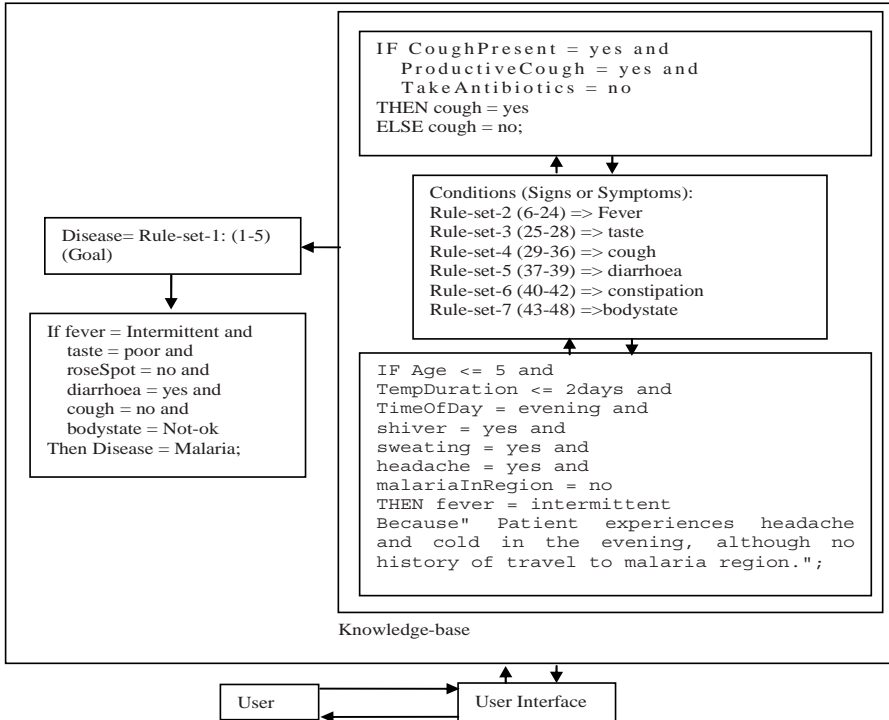 IF CoughPresent = yes and
ProductiveCough = yes and
TakeAntibiotics = no
THEN cough = yes
ELSE cough = no;
Conditions (Signs or Symptoms):
Rule-set-2 (6-24) => Fever
Rule-set-3 (25-28) => taste
Rule-set-4 (29-36) => cough
Rule-set-5 (37-39) => diarrhoea
Rule-set-6 (40-42) => constipation
Rule-set-7 (43-48) =>bodystate
Disease= Rule-set-1: (1-5)
(Goal)
If fever = Intermittent and
taste = poor and
roseSpot = no and
diarrhoea = yes and
cough = no and
bodystate = Not-ok
Then Disease = Malaria;
IF Age <= 5 and
TempDuration <= 2days and
TimeOfDay = evening and
shiver = yes and
sweating = yes and
headache = yes and
malariaInRegion = no
THEN fever = intermittent
Because" Patient experiences headache
and cold in the evening, although no
history of travel to malaria region.";
Knowledge-base
User
User Interface